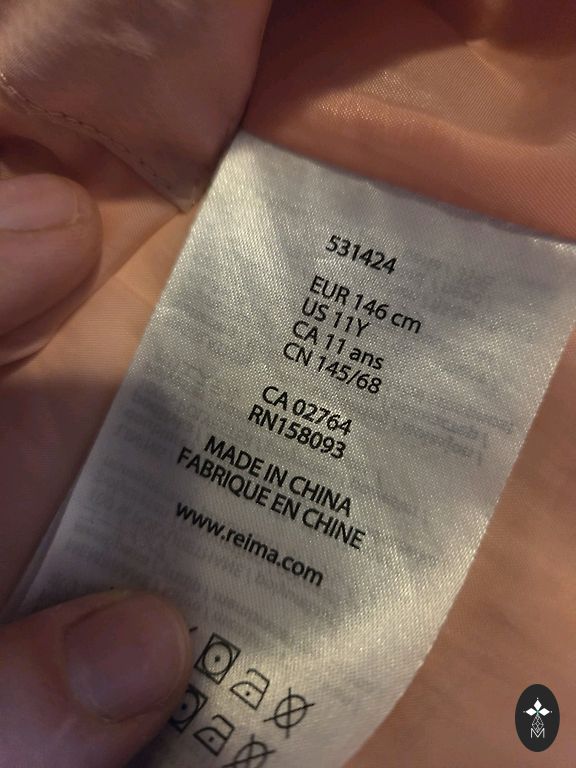 531424
EUR 146 cm
US 11Y
CA 11 ans
CN 145/68
CA 02764
RN158093
MADE IN CHINA
FABRIQUE EN CHINE
www.reima.com
M